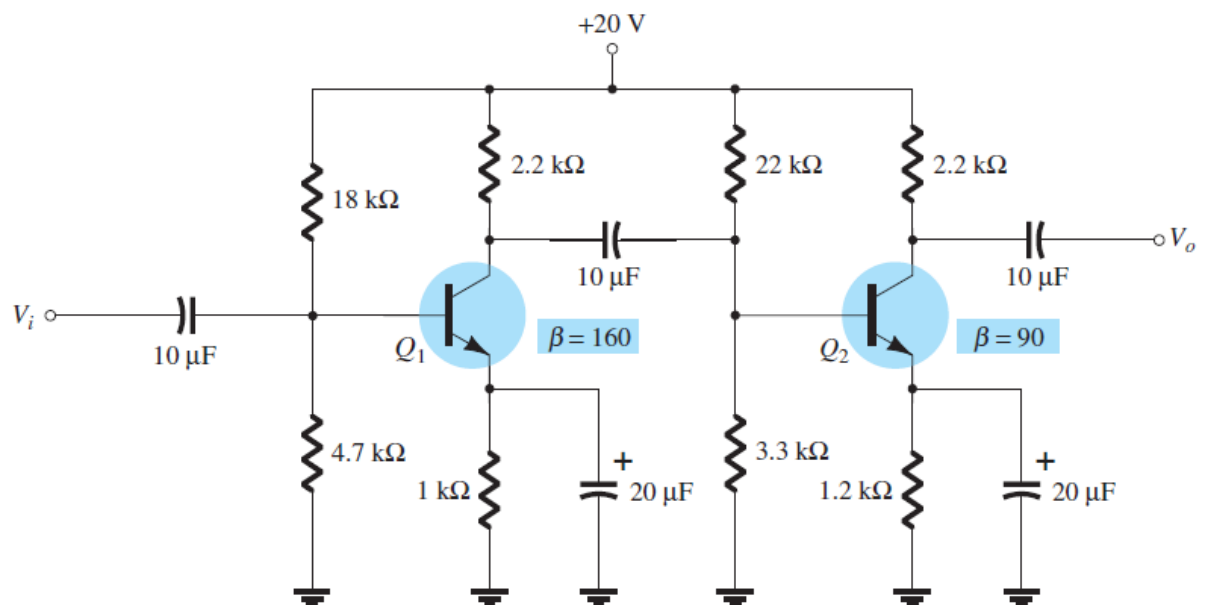 +20 V
18 kΩ
2.2 kΩ
22 kΩ
2.2 kΩ
10 μF
10 μF
Vₒ
Vᵢ
10 μF
Q₁
β = 160
Q₂
β = 90
4.7 kΩ
1 kΩ
+
20 μF
3.3 kΩ
1.2 kΩ
+
20 μF